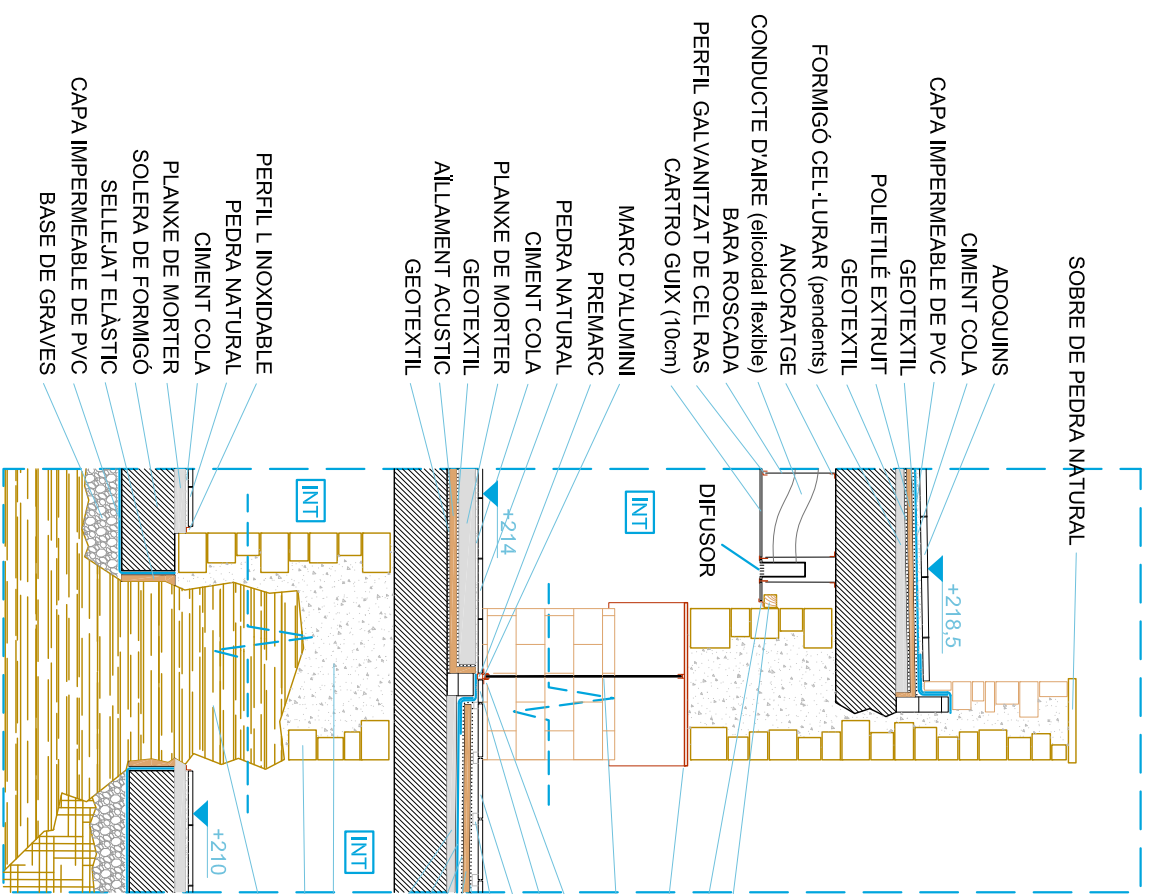 SOBRE DE PEDRA NATURAL
ADOQUINS
CIMENT COLA
CAPA IMPERMEABLE DE PVC
GEOTEXTIL
POLIETILÉ EXTRUIT
GEOTEXTIL
FORMIGÓ CEL·LURAR (pendents)
ANCORATGE
CONDUCTE D'AIRE (elicoidal flexible)
BARA ROSCADA
PERFIL GALVANITZAT DE CEL RAS
CARTRO GUIX (10cm)
+218,5
DIFUSOR
INT
MARC D'ALUMINI
PREMARC
PEDRA NATURAL
CIMENT COLA
PLANXE DE MORTER
GEOTEXTIL
AÏLLAMENT ACUSTIC
GEOTEXTIL
+214
INT
INT
PERFIL L INOXIDABLE
PEDRA NATURAL
CIMENT COLA
PLANXE DE MORTER
SOLERA DE FORMIGÓ
SELLEJAT ELÀSTIC
CAPA IMPERMEABLE DE PVC
BASE DE GRAVES
+210